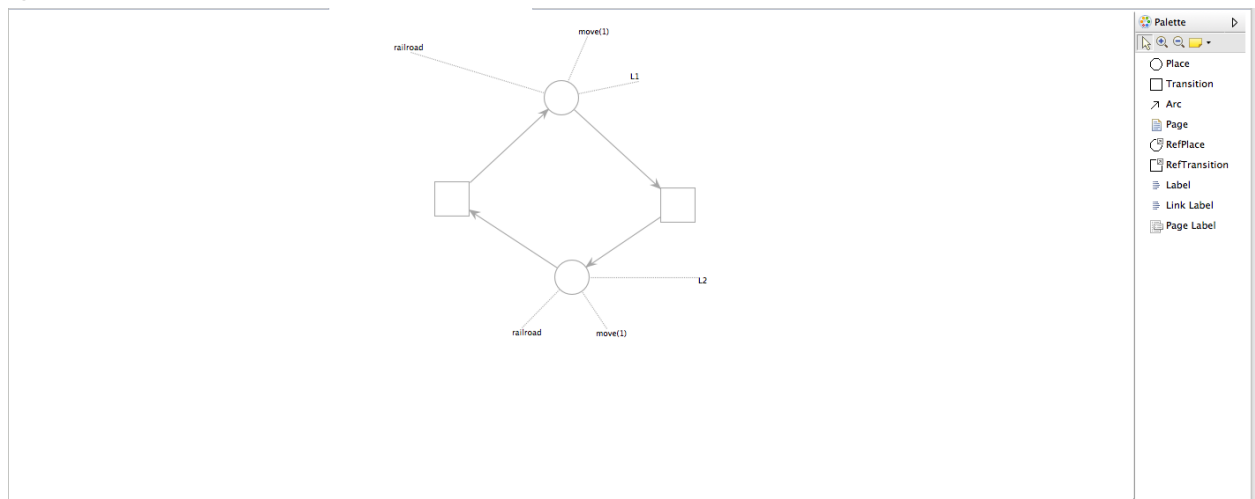 move(1)
railroad
L1
L2
railroad
move(1)
Palette
Place
Transition
Arc
Page
RefPlace
RefTransition
Label
Link Label
Page Label